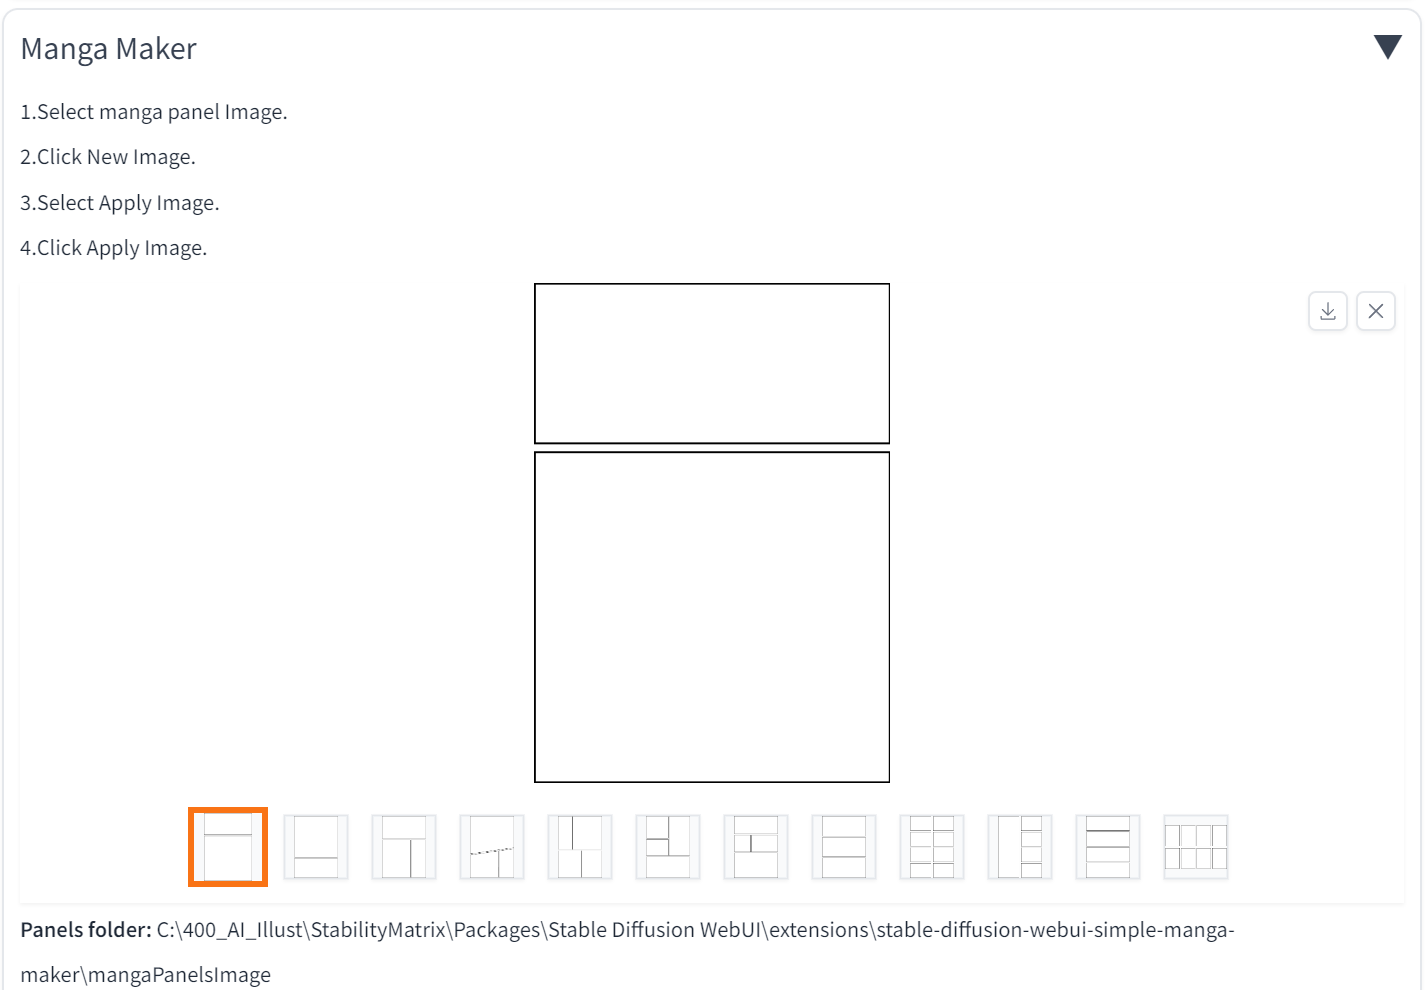 Manga Maker
1.Select manga panel Image.
2.Click New Image.
3.Select Apply Image.
4.Click Apply Image.
Panels folder: C:\400_AI_Illust\StabilityMatrix\Packages\Stable Diffusion WebUI\extensions\stable-diffusion-webui-simple-manga-
maker\mangaPanelsImage